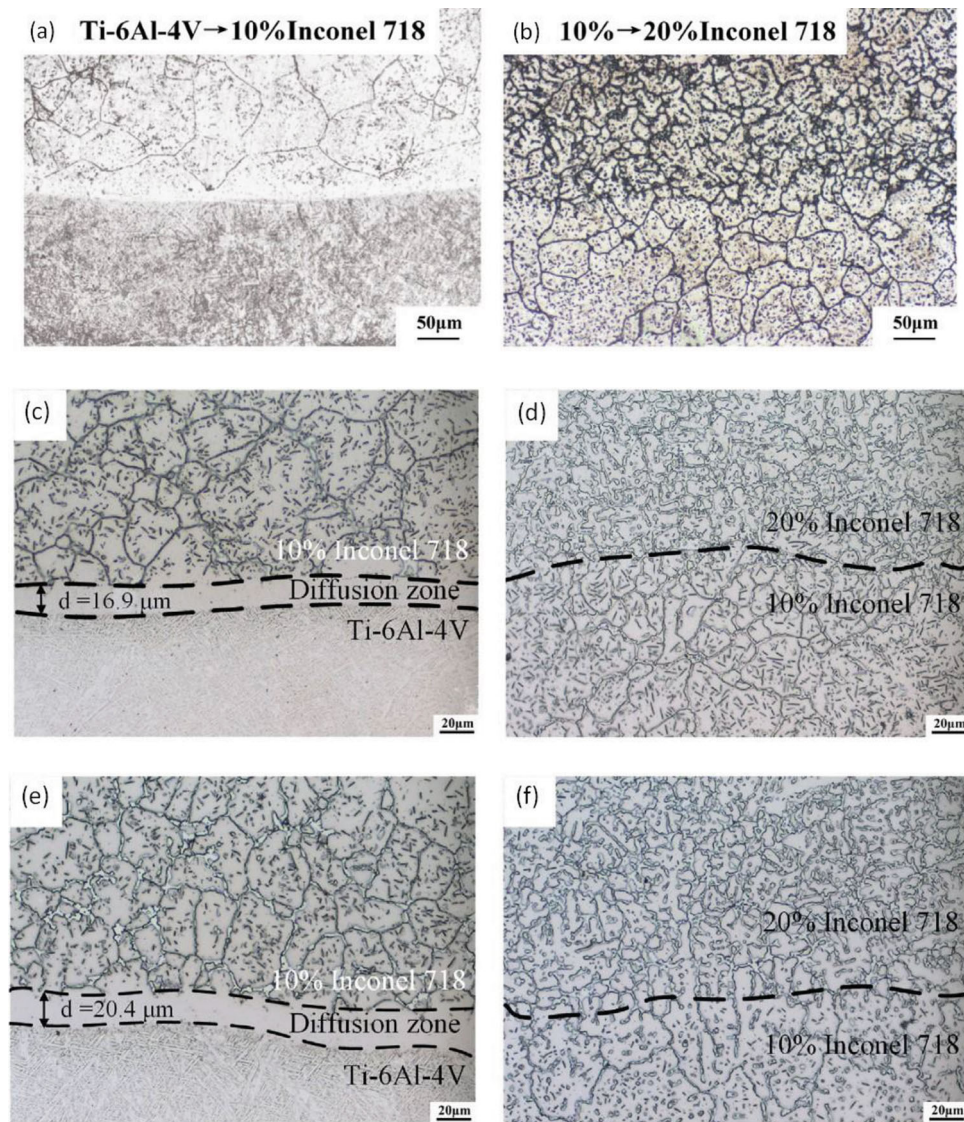 (a) Ti-6Al-4V→10%Inconel 718
50μm
(b) 10%→20%Inconel 718
50μm
(c)
10% Inconel 718
Diffusion zone
d =16.9 μm
Ti-6Al-4V
20μm
(d)
20% Inconel 718
10% Inconel 718
20μm
(e)
10% Inconel 718
d =20.4 μm
Diffusion zone
Ti-6Al-4V
20μm
(f)
20% Inconel 718
10% Inconel 718
20μm